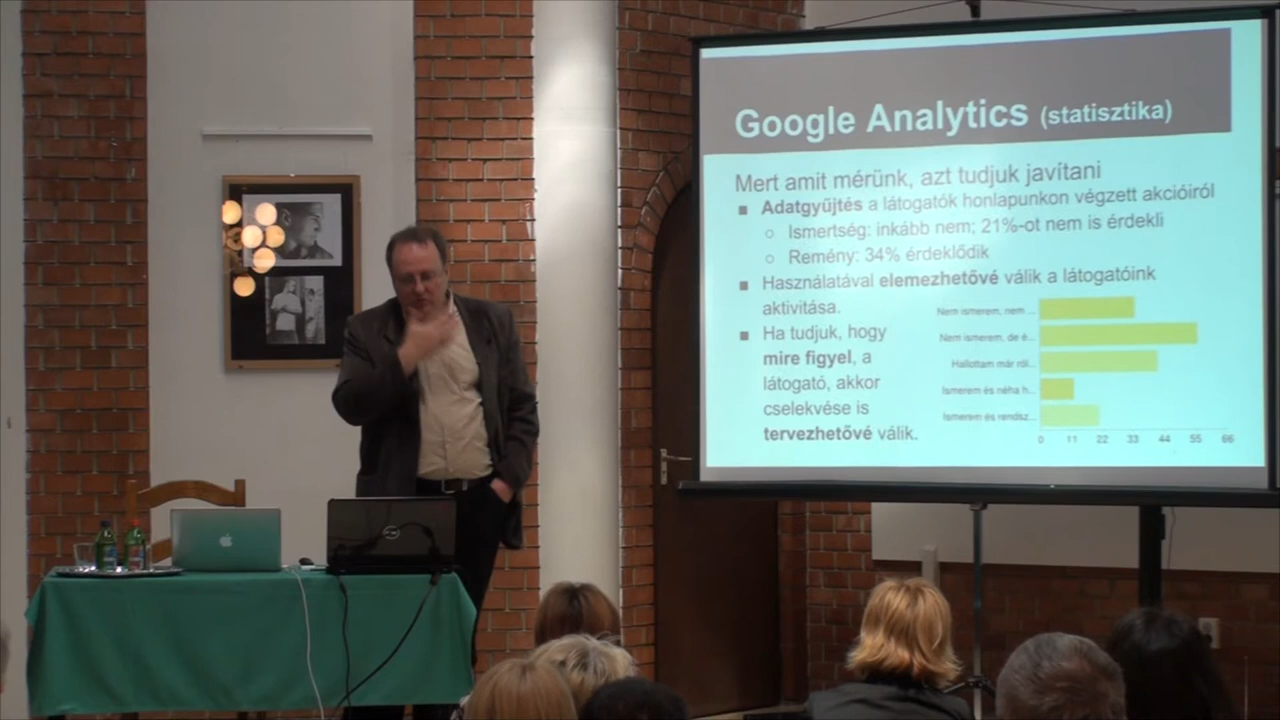 Google Analytics (statisztika)
Mert amit mérünk, azt tudjuk javítani
Adatgyűjtés a látogatók honlapunkon végzett akcióiról
Ismertség: inkább nem; 21%-ot nem is érdekli
Remény: 34% érdeklődik
Használatával elemezhetővé válik a látogatóink
aktivitása.
Ha tudjuk, hogy
mire figyel, a
látogató, akkor
cselekvése is
tervezhetővé válik.
Nem ismerem, nem ...
Nem ismerem, de é...
Hallottam már ról...
Ismerem és néha h...
Ismerem és rendsz...
0 11 22 33 44 55 66